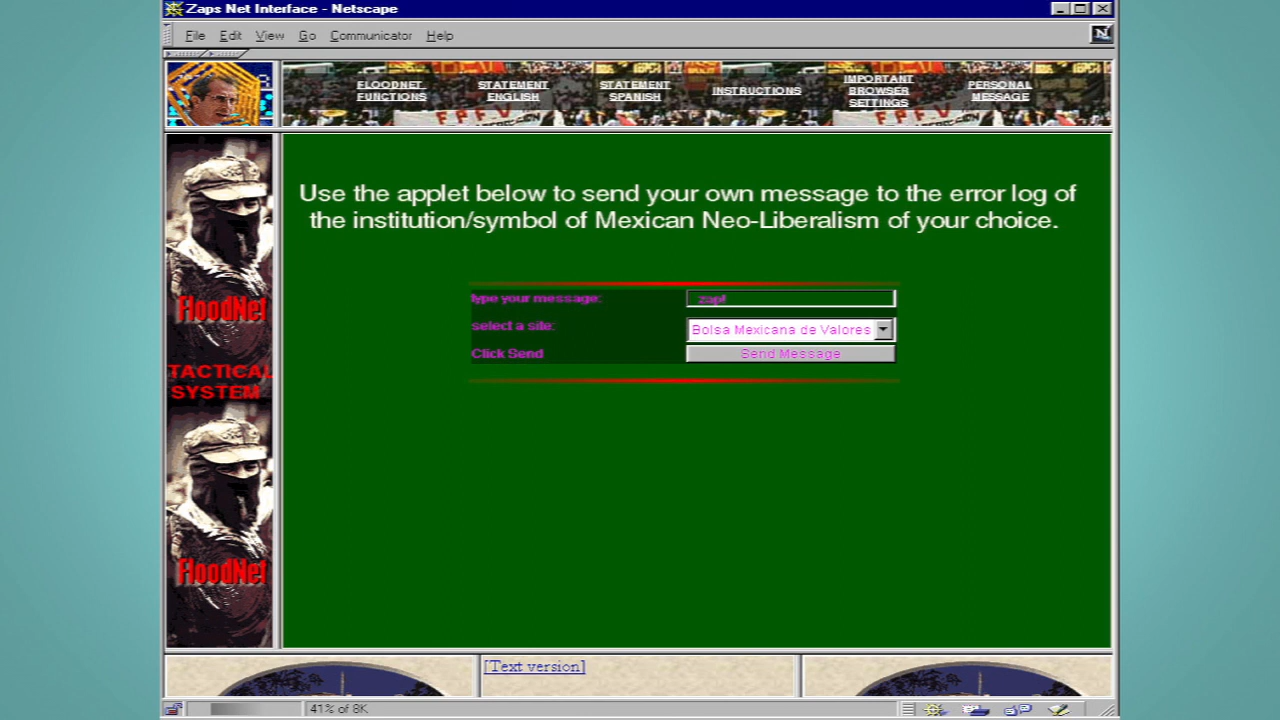 Zaps Net Interface - Netscape
File Edit View Go Communicator Help
FLOODNET
FUNCTIONS
STATEMENT
ENGLISH
STATEMENT
SPANISH
INSTRUCTIONS
IMPORTANT
BROWSER
SETTINGS
PERSONAL
MESSAGE
FPFV
FPFV
Use the applet below to send your own message to the error log of
the institution/symbol of Mexican Neo-Liberalism of your choice.
type your message: zap!
select a site: Bolsa Mexicana de Valores
Click Send Send Message
FloodNet
TACTICAL
SYSTEM
FloodNet
[Text version]
41% of 8K